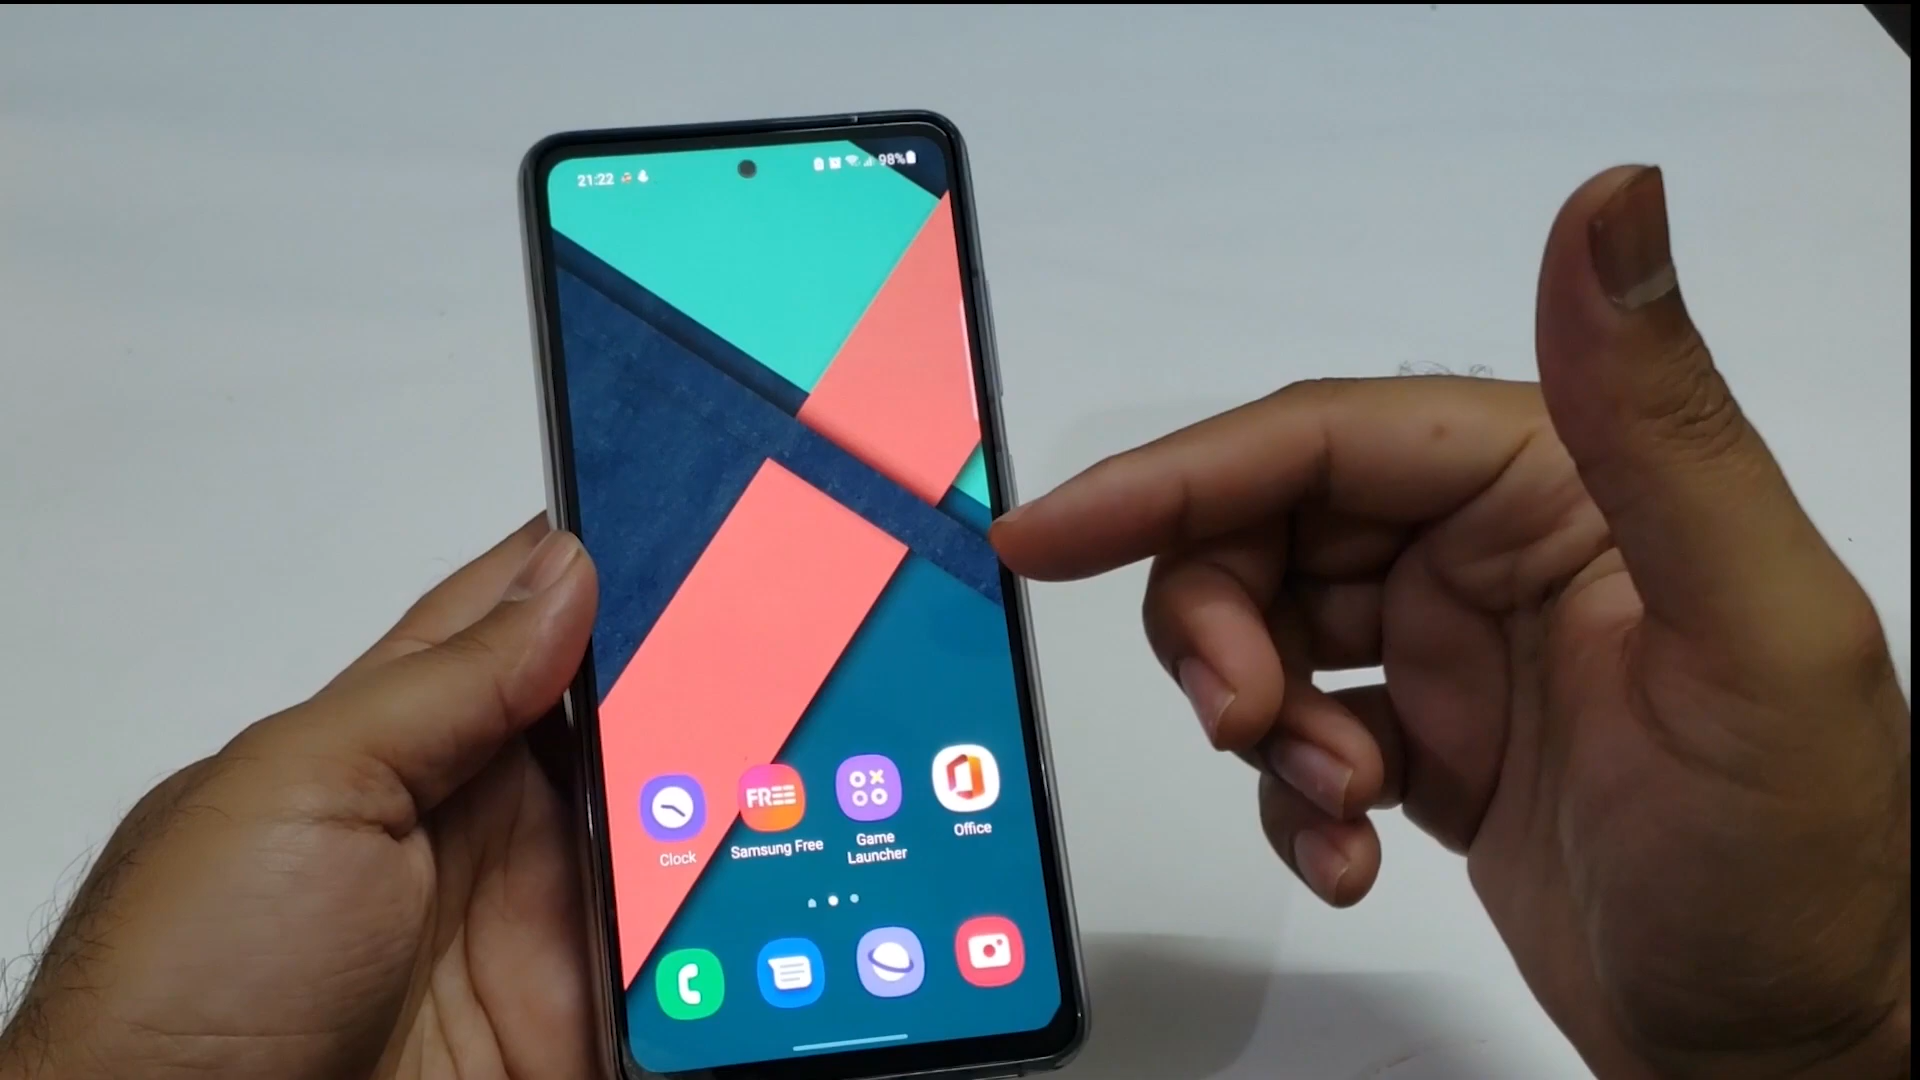 21:22
98%
Clock
FREE
Samsung Free
Game
Launcher
Office